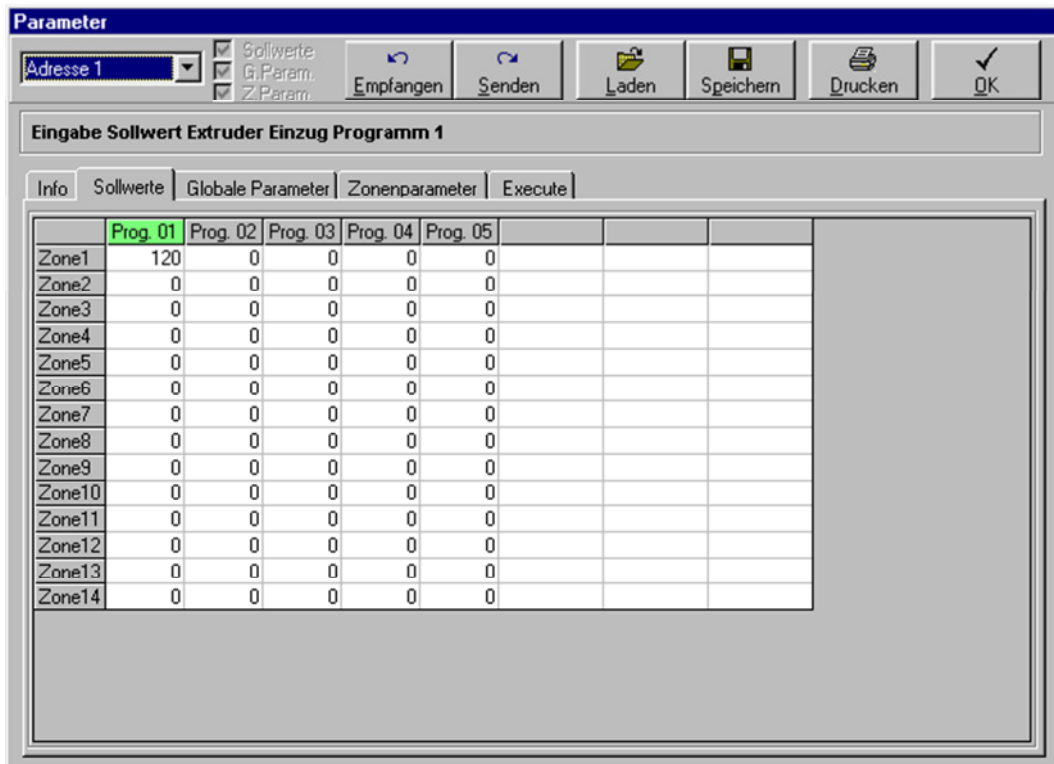 Parameter
Adresse 1
Sollwerte
G.Param.
Z.Param.
Empfangen Senden Laden Speichern Drucken OK
Eingabe Sollwert Extruder Einzug Programm 1
Info Sollwerte Globale Parameter Zonenparameter Execute
Prog. 01 Prog. 02 Prog. 03 Prog. 04 Prog. 05
Zone1 120 0 0 0 0
Zone2 0 0 0 0 0
Zone3 0 0 0 0 0
Zone4 0 0 0 0 0
Zone5 0 0 0 0 0
Zone6 0 0 0 0 0
Zone7 0 0 0 0 0
Zone8 0 0 0 0 0
Zone9 0 0 0 0 0
Zone10 0 0 0 0 0
Zone11 0 0 0 0 0
Zone12 0 0 0 0 0
Zone13 0 0 0 0 0
Zone14 0 0 0 0 0